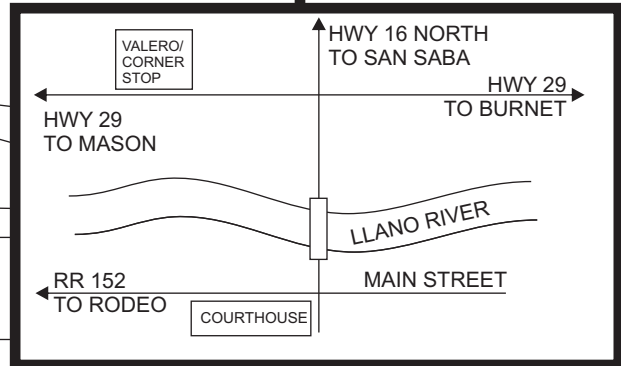 HWY 16 NORTH
TO SAN SABA
VALERO/
CORNER
STOP
HWY 29
TO BURNET
HWY 29
TO MASON
LLANO RIVER
RR 152
TO RODEO
MAIN STREET
COURTHOUSE